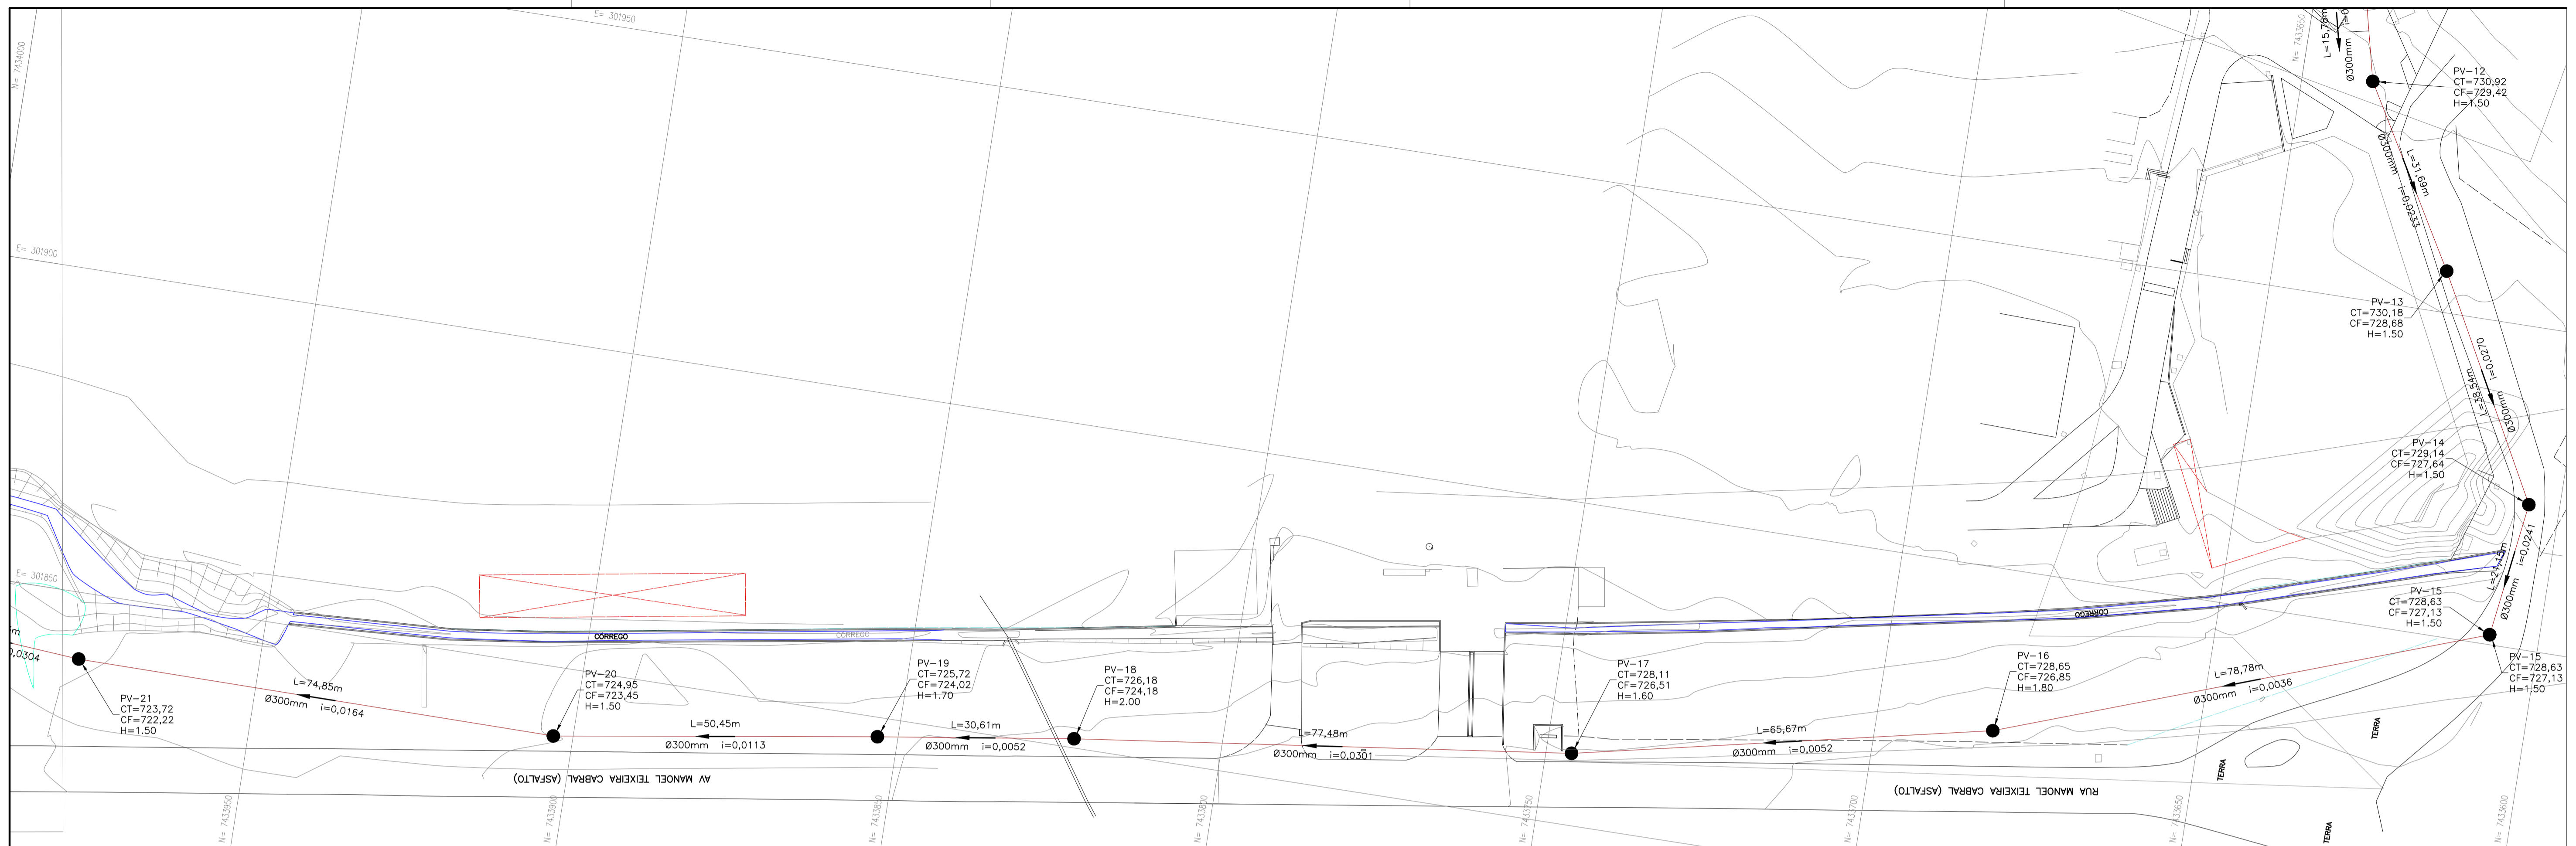 E= 301950
N= 7434000
N= 7433650
L=15,78m
Ø300mm
PV-12
CT=730,92
CF=729,42
H=1.50
L=31,69m
Ø300mm i=0,0233
E= 301900
PV-13
CT=730,18
CF=728,68
H=1.50
L=38,54m
Ø300mm i=0,0270
PV-14
CT=729,14
CF=727,64
H=1.50
L=21,15m
Ø300mm i=0,0241
E= 301850
PV-15
CT=728,63
CF=727,13
H=1.50
CÓRREGO
CÓRREGO
CÓRREGO
0,0304
PV-21
CT=723,72
CF=722,22
H=1.50
L=74,85m
Ø300mm i=0,0164
PV-20
CT=724,95
CF=723,45
H=1.50
L=50,45m
Ø300mm i=0,0113
PV-19
CT=725,72
CF=724,02
H=1.70
L=30,61m
Ø300mm i=0,0052
PV-18
CT=726,18
CF=724,18
H=2.00
L=77,48m
Ø300mm i=0,0301
PV-17
CT=728,11
CF=726,51
H=1.60
L=65,67m
Ø300mm i=0,0052
PV-16
CT=728,65
CF=726,85
H=1.80
L=78,78m
Ø300mm i=0,0036
PV-15
CT=728,63
CF=727,13
H=1.50
AV MANOEL TEIXEIRA CABRAL (ASFALTO)
RUA MANOEL TEIXEIRA CABRAL (ASFALTO)
TERRA
TERRA
TERRA
N= 7433950
N= 7433900
N= 7433850
N= 7433800
N= 7433750
N= 7433700
N= 7433650
N= 7433600